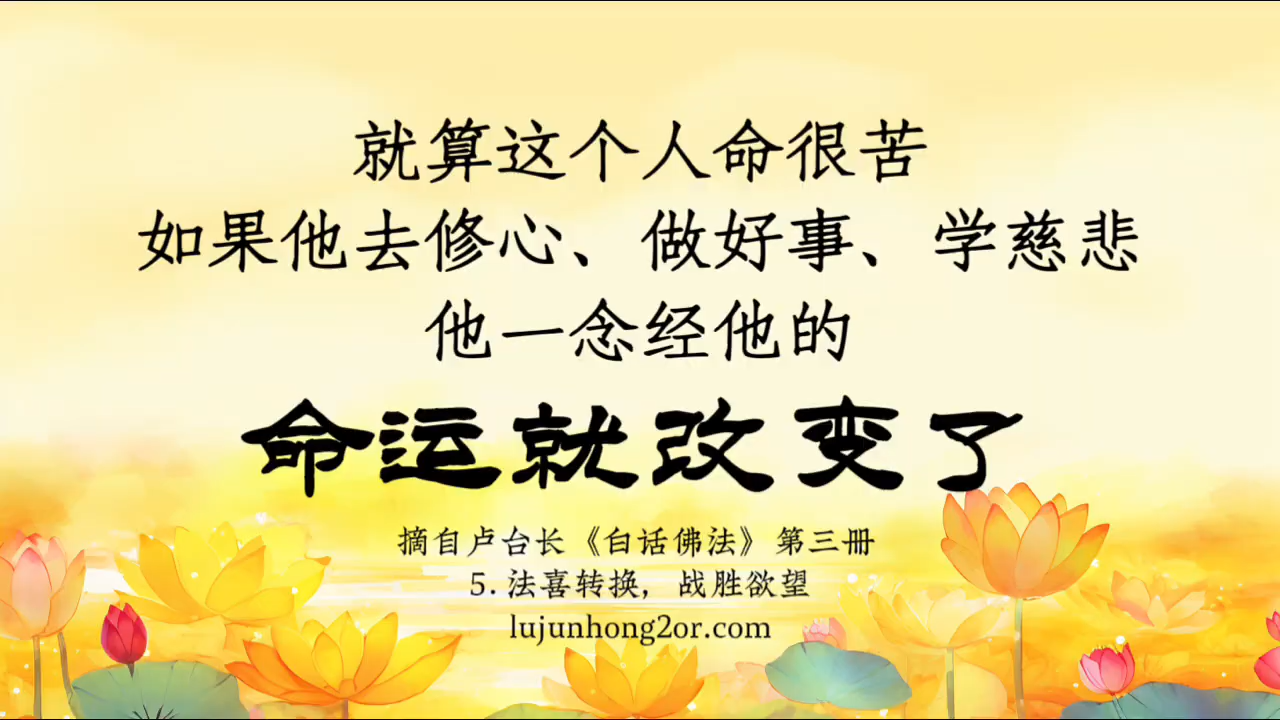 就算这个人命很苦
如果他去修心、做好事、学慈悲
他一念经他的
命运就改变了
摘自卢台长《白话佛法》第三册
5. 法喜转换，战胜欲望
lujunhong2or.com